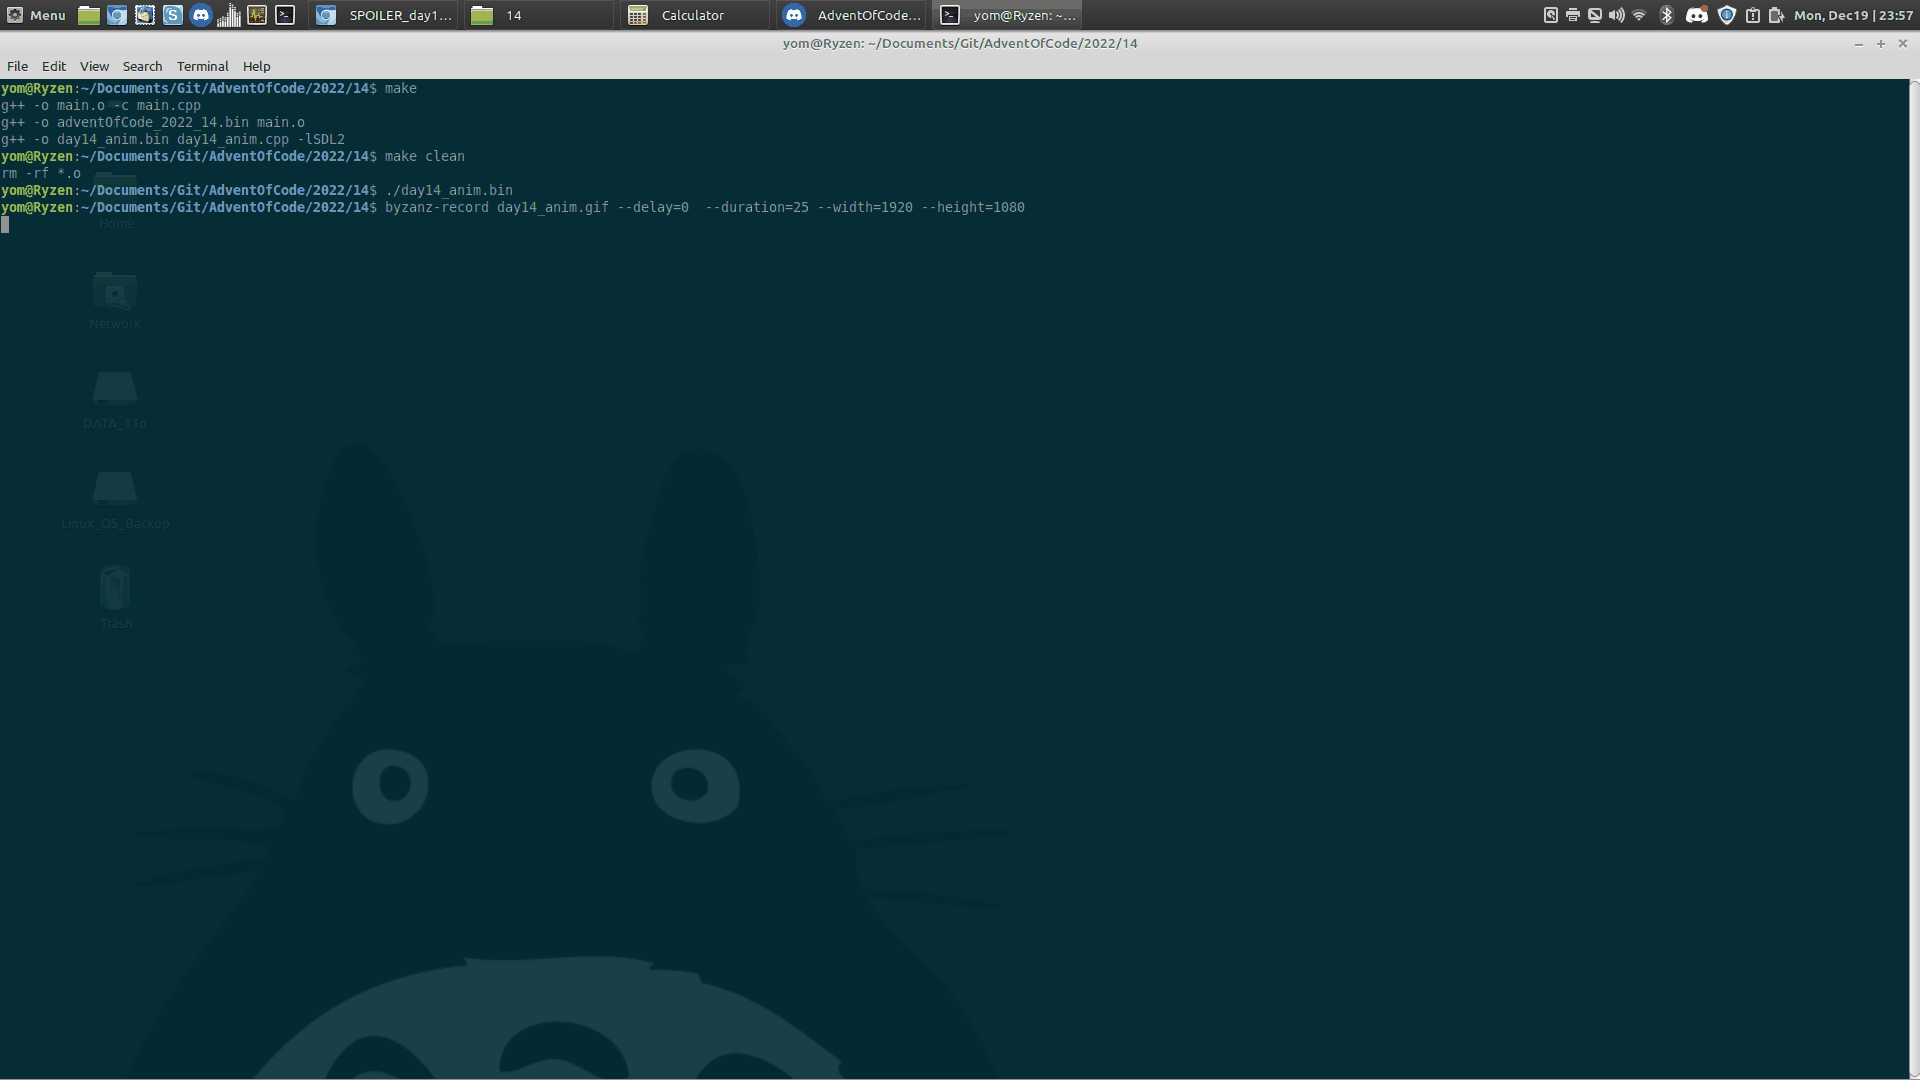 Menu
SPOILER_day1...
14
Calculator
AdventOfCode...
yom@Ryzen: ~...
Mon, Dec19 | 23:57
yom@Ryzen: ~/Documents/Git/AdventOfCode/2022/14
File Edit View Search Terminal Help
yom@Ryzen:~/Documents/Git/AdventOfCode/2022/14$ make
g++ -o main.o -c main.cpp
g++ -o adventOfCode_2022_14.bin main.o
g++ -o day14_anim.bin day14_anim.cpp -lSDL2
yom@Ryzen:~/Documents/Git/AdventOfCode/2022/14$ make clean
rm -rf *.o
yom@Ryzen:~/Documents/Git/AdventOfCode/2022/14$ ./day14_anim.bin
yom@Ryzen:~/Documents/Git/AdventOfCode/2022/14$ byzanz-record day14_anim.gif --delay=0  --duration=25 --width=1920 --height=1080
Home
Network
DATA_1To
Linux_OS_Backup
Trash